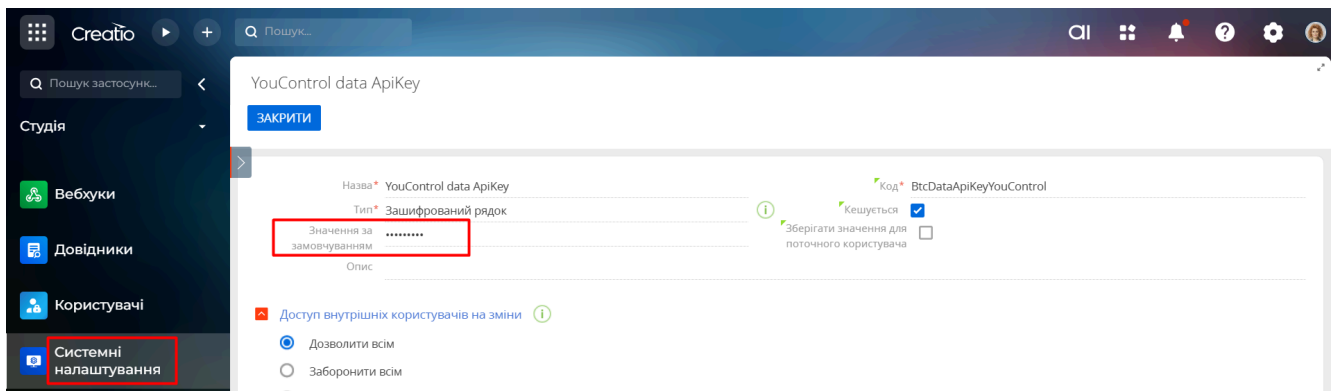 Creatio
Пошук...
Пошук застосунк...
Студія
Вебхуки
Довідники
Користувачі
Системні
налаштування
YouControl data ApiKey
ЗАКРИТИ
Назва* YouControl data ApiKey
Код* BtcDataApiKeyYouControl
Тип* Зашифрований рядок
Кешується
Значення за
замовчуванням •••••••••
Зберігати значення для
поточного користувача
Опис
Доступ внутрішніх користувачів на зміни
Дозволити всім
Заборонити всім